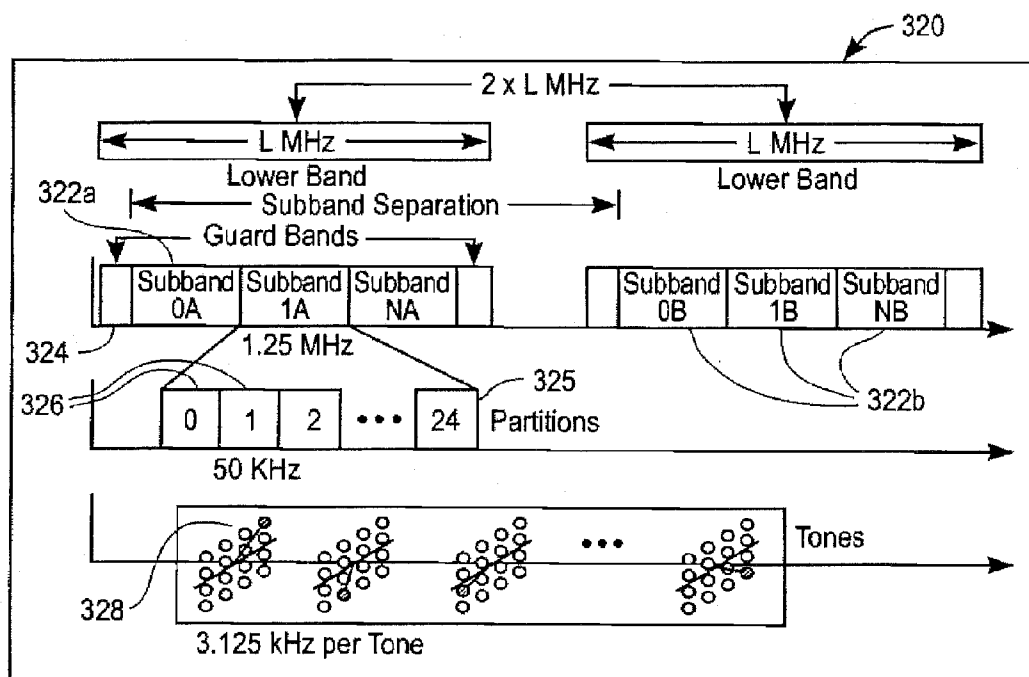 320
2 x L MHz
L MHz
L MHz
Lower Band
Lower Band
322a
Subband Separation
Guard Bands
Subband 0A
Subband 1A
Subband NA
Subband 0B
Subband 1B
Subband NB
324
1.25 MHz
326
0 1 2 ••• 24
325
Partitions
322b
50 KHz
•••
Tones
328
3.125 kHz per Tone